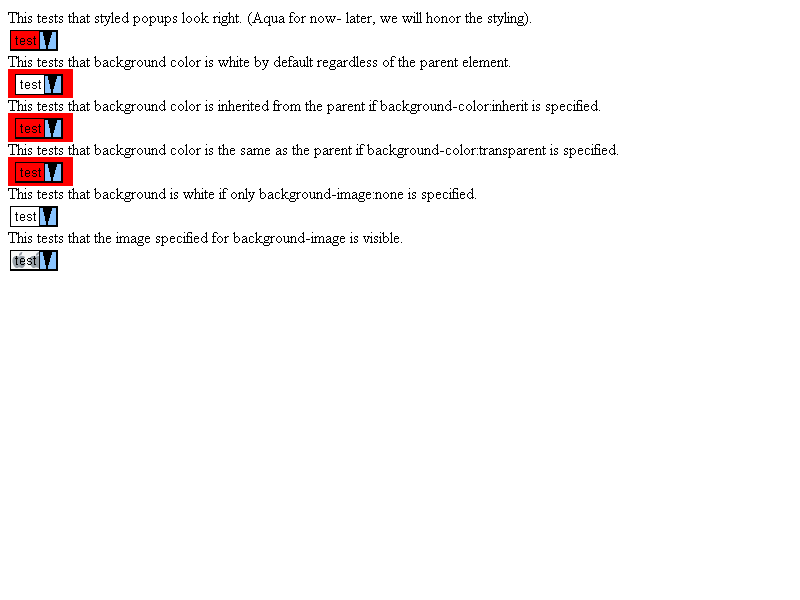 This tests that styled popups look right. (Aqua for now- later, we will honor the styling).
test
This tests that background color is white by default regardless of the parent element.
test
This tests that background color is inherited from the parent if background-color:inherit is specified.
test
This tests that background color is the same as the parent if background-color:transparent is specified.
test
This tests that background is white if only background-image:none is specified.
test
This tests that the image specified for background-image is visible.
test